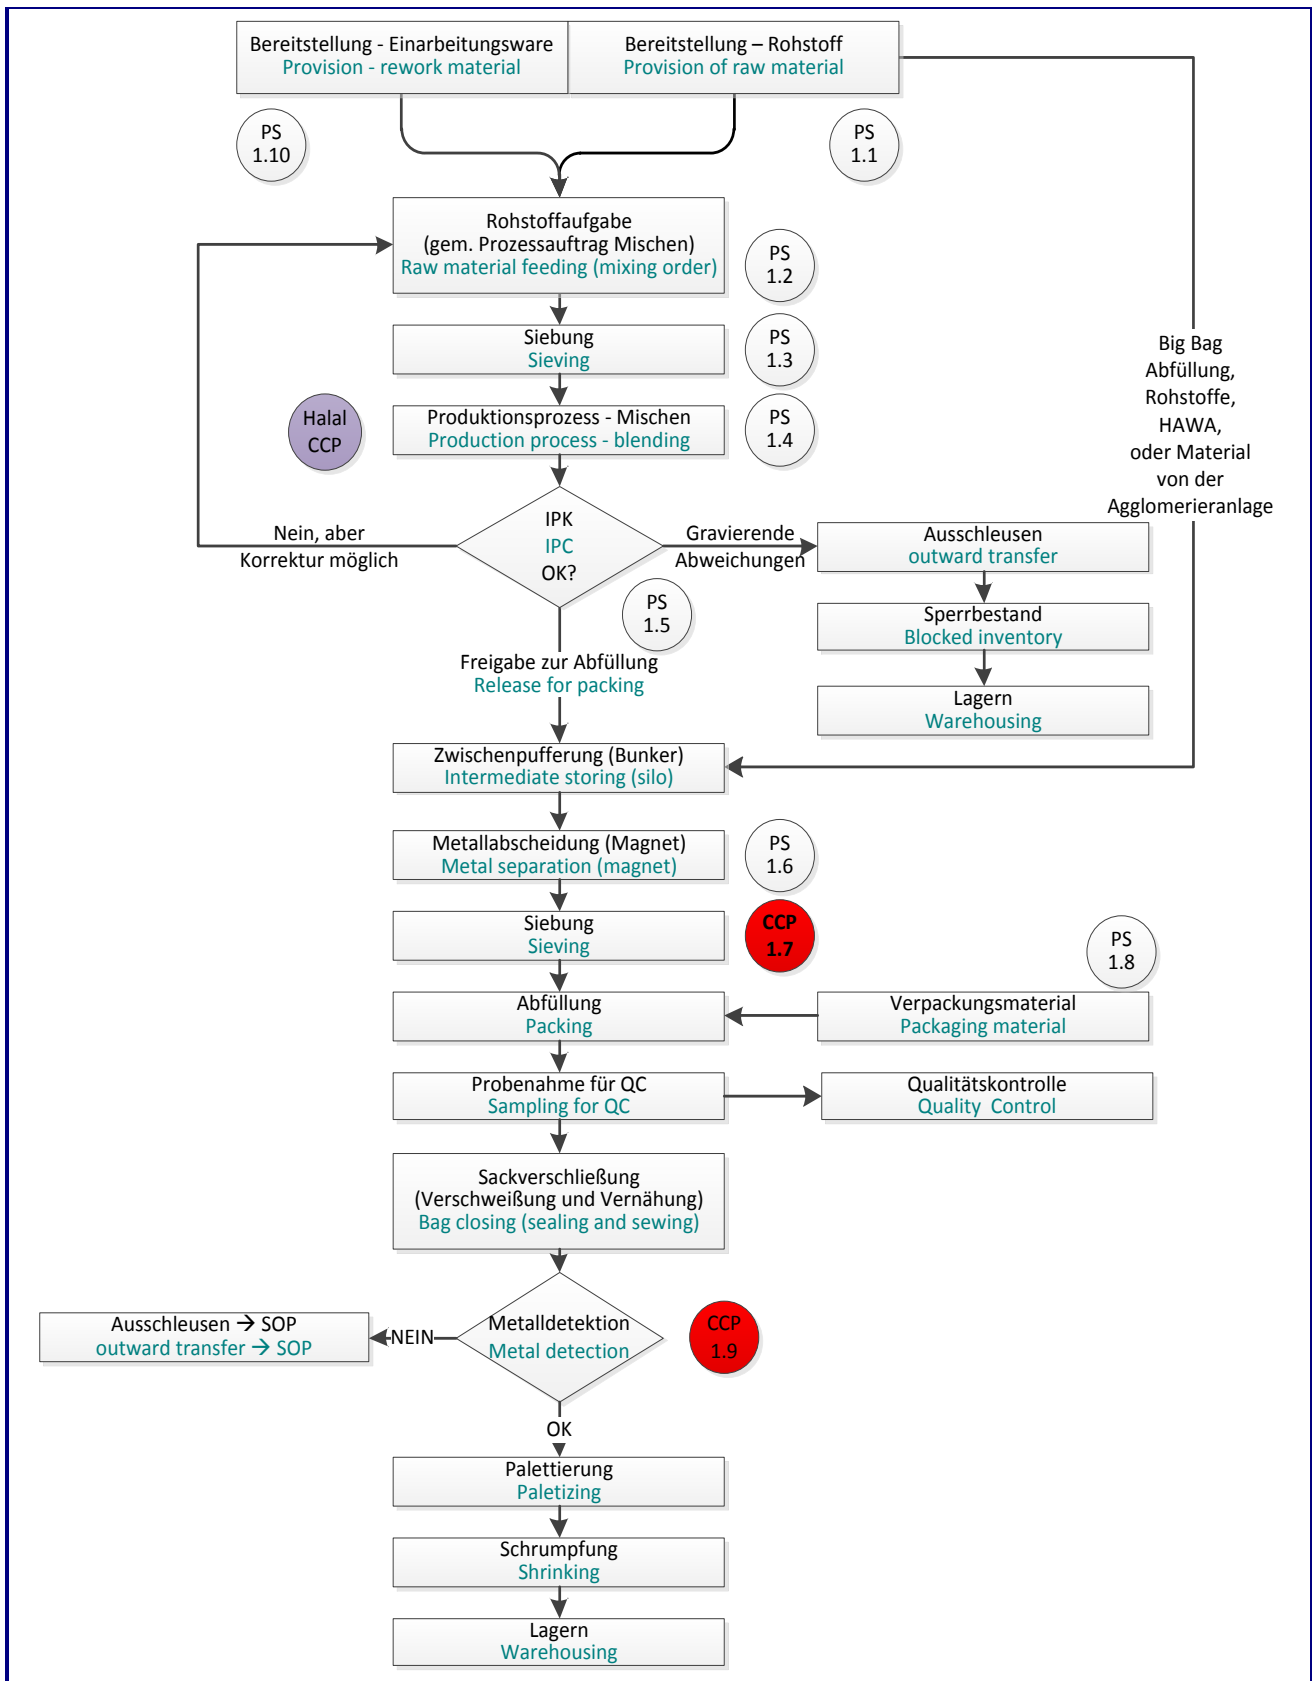 Bereitstellung - Einarbeitungsware
Provision - rework material
Bereitstellung – Rohstoff
Provision of raw material
PS
1.10
PS
1.1
Rohstoffaufgabe
(gem. Prozessauftrag Mischen)
Raw material feeding (mixing order)
PS
1.2
Siebung
Sieving
PS
1.3
Big Bag
Abfüllung,
Rohstoffe,
HAWA,
oder Material
von der
Agglomerieranlage
Halal
CCP
Produktionsprozess - Mischen
Production process - blending
PS
1.4
Nein, aber
Korrektur möglich
IPK
IPC
OK?
Gravierende
Abweichungen
Ausschleusen
outward transfer
PS
1.5
Sperrbestand
Blocked inventory
Freigabe zur Abfüllung
Release for packing
Lagern
Warehousing
Zwischenpufferung (Bunker)
Intermediate storing (silo)
Metallabscheidung (Magnet)
Metal separation (magnet)
PS
1.6
Siebung
Sieving
CCP
1.7
PS
1.8
Abfüllung
Packing
Verpackungsmaterial
Packaging material
Probenahme für QC
Sampling for QC
Qualitätskontrolle
Quality Control
Sackverschließung
(Verschweißung und Vernähung)
Bag closing (sealing and sewing)
Ausschleusen → SOP
outward transfer → SOP
NEIN
Metalldetektion
Metal detection
CCP
1.9
OK
Palettierung
Paletizing
Schrumpfung
Shrinking
Lagern
Warehousing